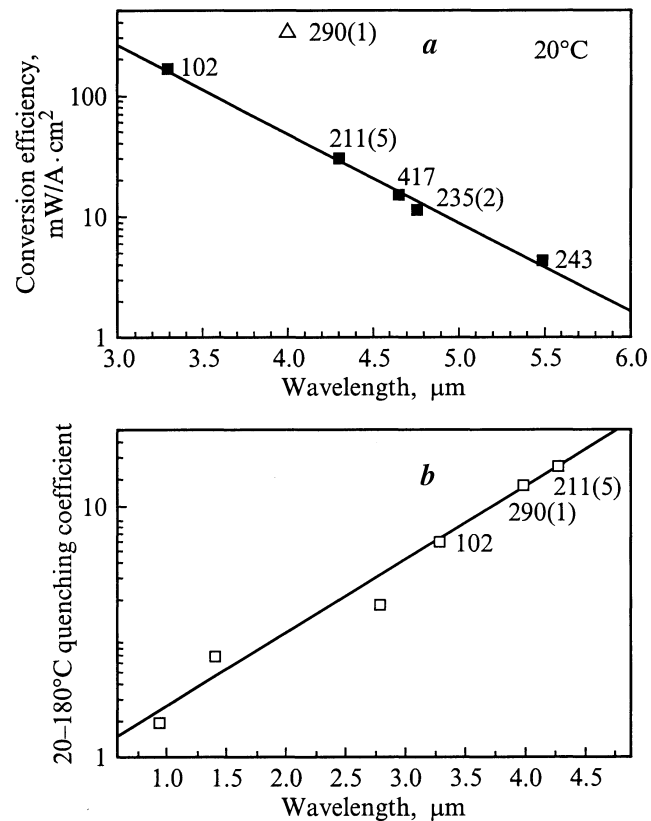 290(1)
a
20°C
102
100
211(5)
417
235(2)
10
243
1
3.0 3.5 4.0 4.5 5.0 5.5 6.0
Wavelength, μm
Conversion efficiency,
mW/A·cm²
b
10
211(5)
290(1)
102
1
1.0 1.5 2.0 2.5 3.0 3.5 4.0 4.5
Wavelength, μm
20–180°C quenching coefficient